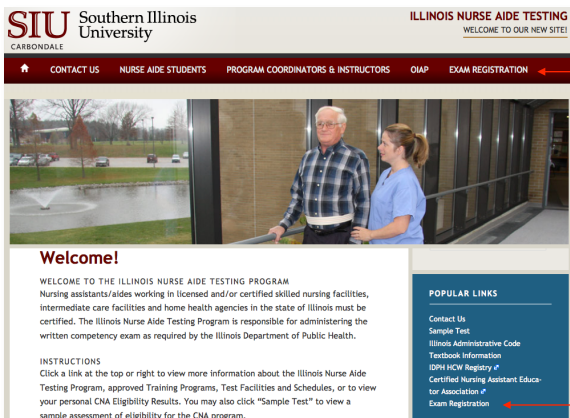 SIU Southern Illinois
University
CARBONDALE
ILLINOIS NURSE AIDE TESTING
WELCOME TO OUR NEW SITE!
CONTACT US NURSE AIDE STUDENTS PROGRAM COORDINATORS & INSTRUCTORS OIAP EXAM REGISTRATION
Welcome!
WELCOME TO THE ILLINOIS NURSE AIDE TESTING PROGRAM
Nursing assistants/aides working in licensed and/or certified skilled nursing facilities,
intermediate care facilities and home health agencies in the state of Illinois must be
certified. The Illinois Nurse Aide Testing Program is responsible for administering the
written competency exam as required by the Illinois Department of Public Health.
INSTRUCTIONS
Click a link at the top or right to view more information about the Illinois Nurse Aide
Testing Program, approved Training Programs, Test Facilities and Schedules, or to view
your personal CNA Eligibility Results. You may also click "Sample Test" to view a
sample assessment of eligibility for the CNA program.
POPULAR LINKS
Contact Us
Sample Test
Illinois Administrative Code
Textbook Information
IDPH HCW Registry
Certified Nursing Assistant Educa-
tor Association
Exam Registration